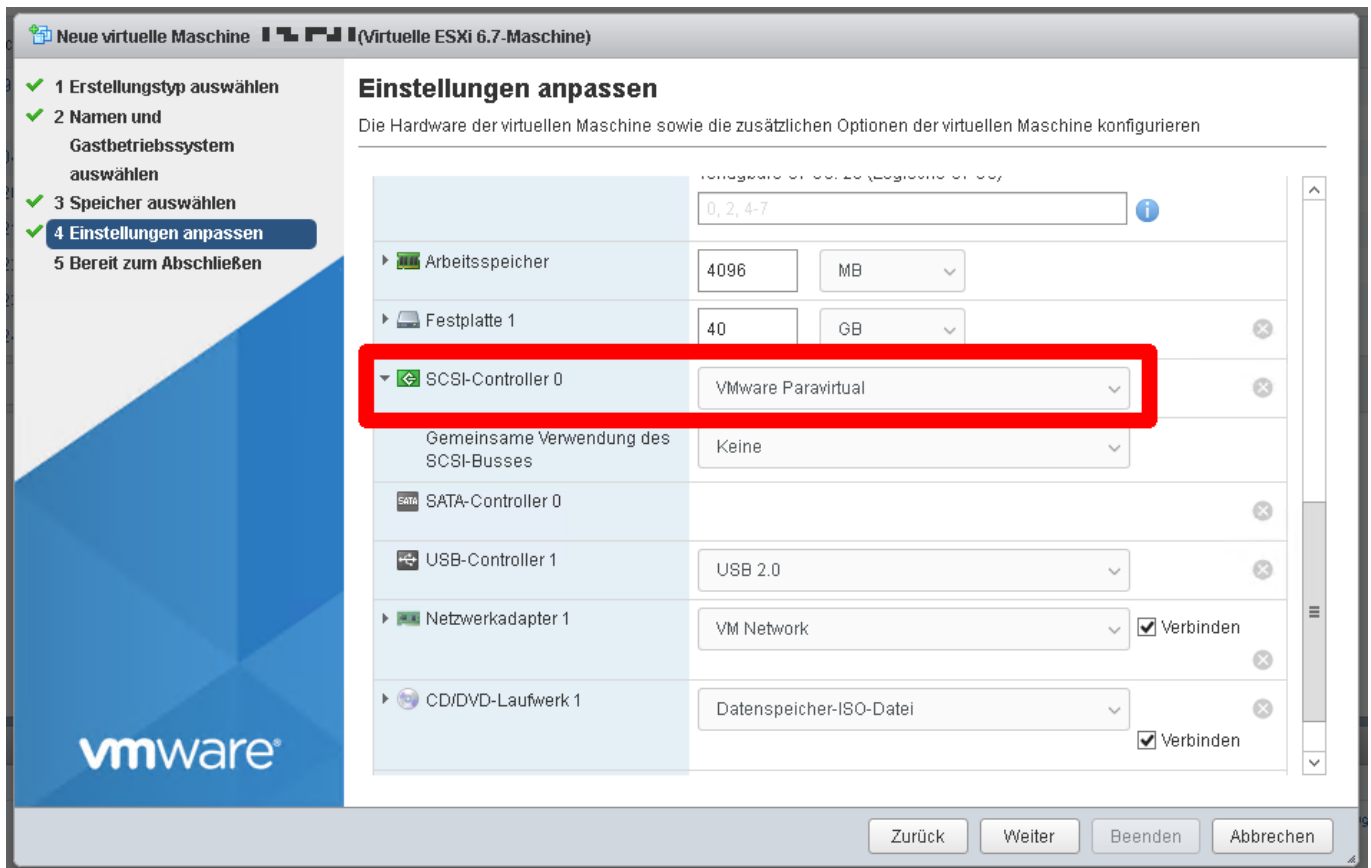 Neue virtuelle Maschine (Virtuelle ESXi 6.7-Maschine)
1 Erstellungstyp auswählen
2 Namen und
Gastbetriebssystem
auswählen
3 Speicher auswählen
4 Einstellungen anpassen
5 Bereit zum Abschließen
vmware®
Einstellungen anpassen
Die Hardware der virtuellen Maschine sowie die zusätzlichen Optionen der virtuellen Maschine konfigurieren
0, 2, 4-7
Arbeitsspeicher 4096 MB
Festplatte 1 40 GB
SCSI-Controller 0 VMware Paravirtual
Gemeinsame Verwendung des
SCSI-Busses Keine
SATA SATA-Controller 0
USB-Controller 1 USB 2.0
Netzwerkadapter 1 VM Network Verbinden
CD/DVD-Laufwerk 1 Datenspeicher-ISO-Datei
Verbinden
Zurück Weiter Beenden Abbrechen